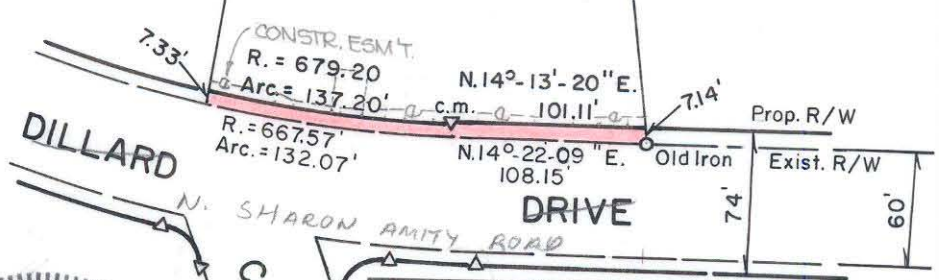 7.33'
CONSTR. ESM'T.
R. = 679.20
Arc. = 137.20'
N.14°-13'-20"E.
101.11'
c.m.
7.14'
Prop. R/W
R. = 667.57'
Arc. = 132.07'
N.14°-22-09 "E.
108.15'
Old Iron
Exist. R/W
DILLARD
DRIVE
N. SHARON AMITY ROAD
74'
60'